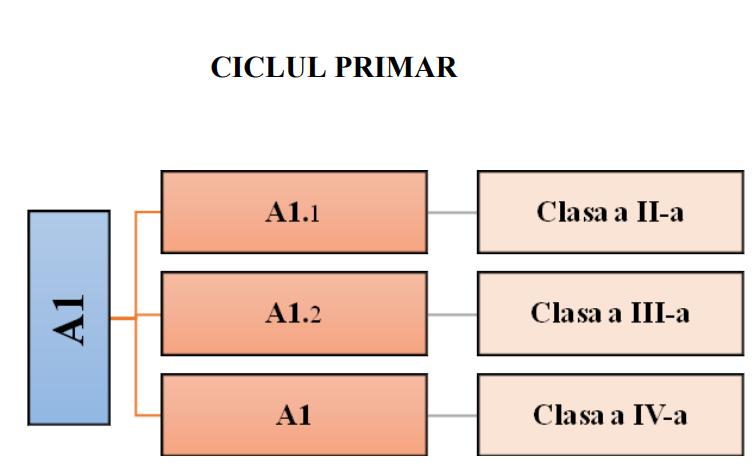 CICLUL PRIMAR
A1
A1.1
Clasa a II-a
A1.2
Clasa a III-a
A1
Clasa a IV-a